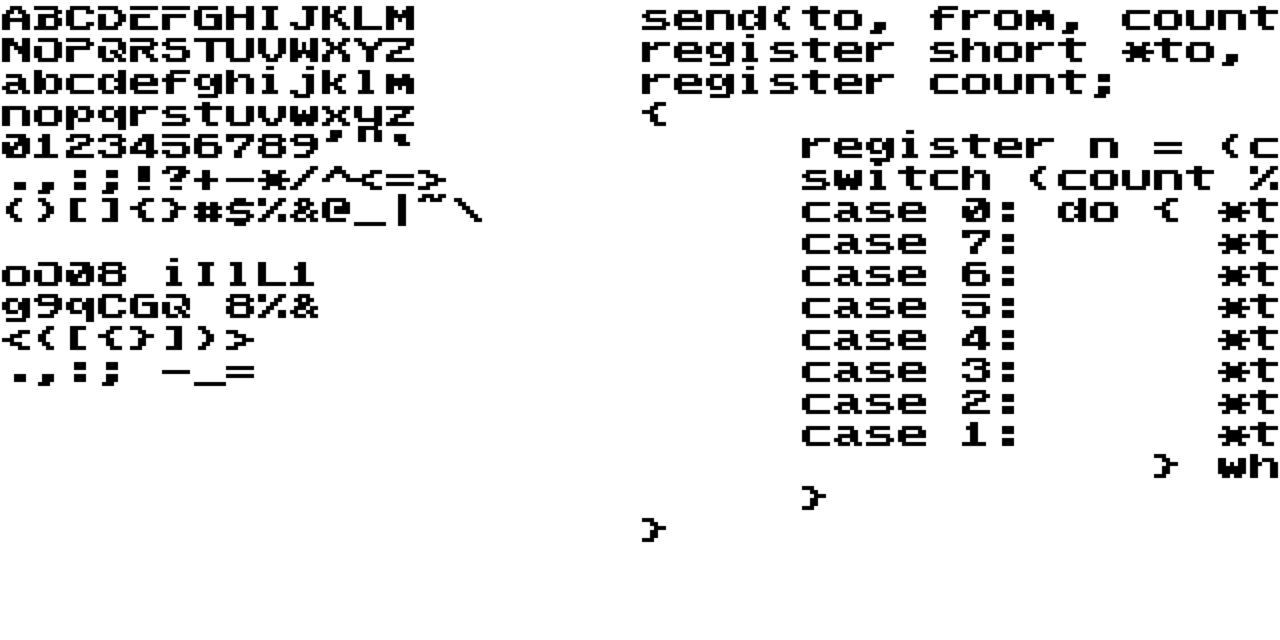 ABCDEFGHIJKLM
NOPQRSTUVWXYZ
abcdefghijklm
nopqrstuvwxyz
0123456789'"`
.,:;!?+-*/^<=>
()[]{}#$%&@_|~\
oO08 iIlL1
g9qCGQ 8%&
<([{}])>
.,:; -_=
send(to, from, count
register short *to,
register count;
{
register n = (c
switch (count %
case 0: do { *t
case 7: *t
case 6: *t
case 5: *t
case 4: *t
case 3: *t
case 2: *t
case 1: *t
} wh
}
}